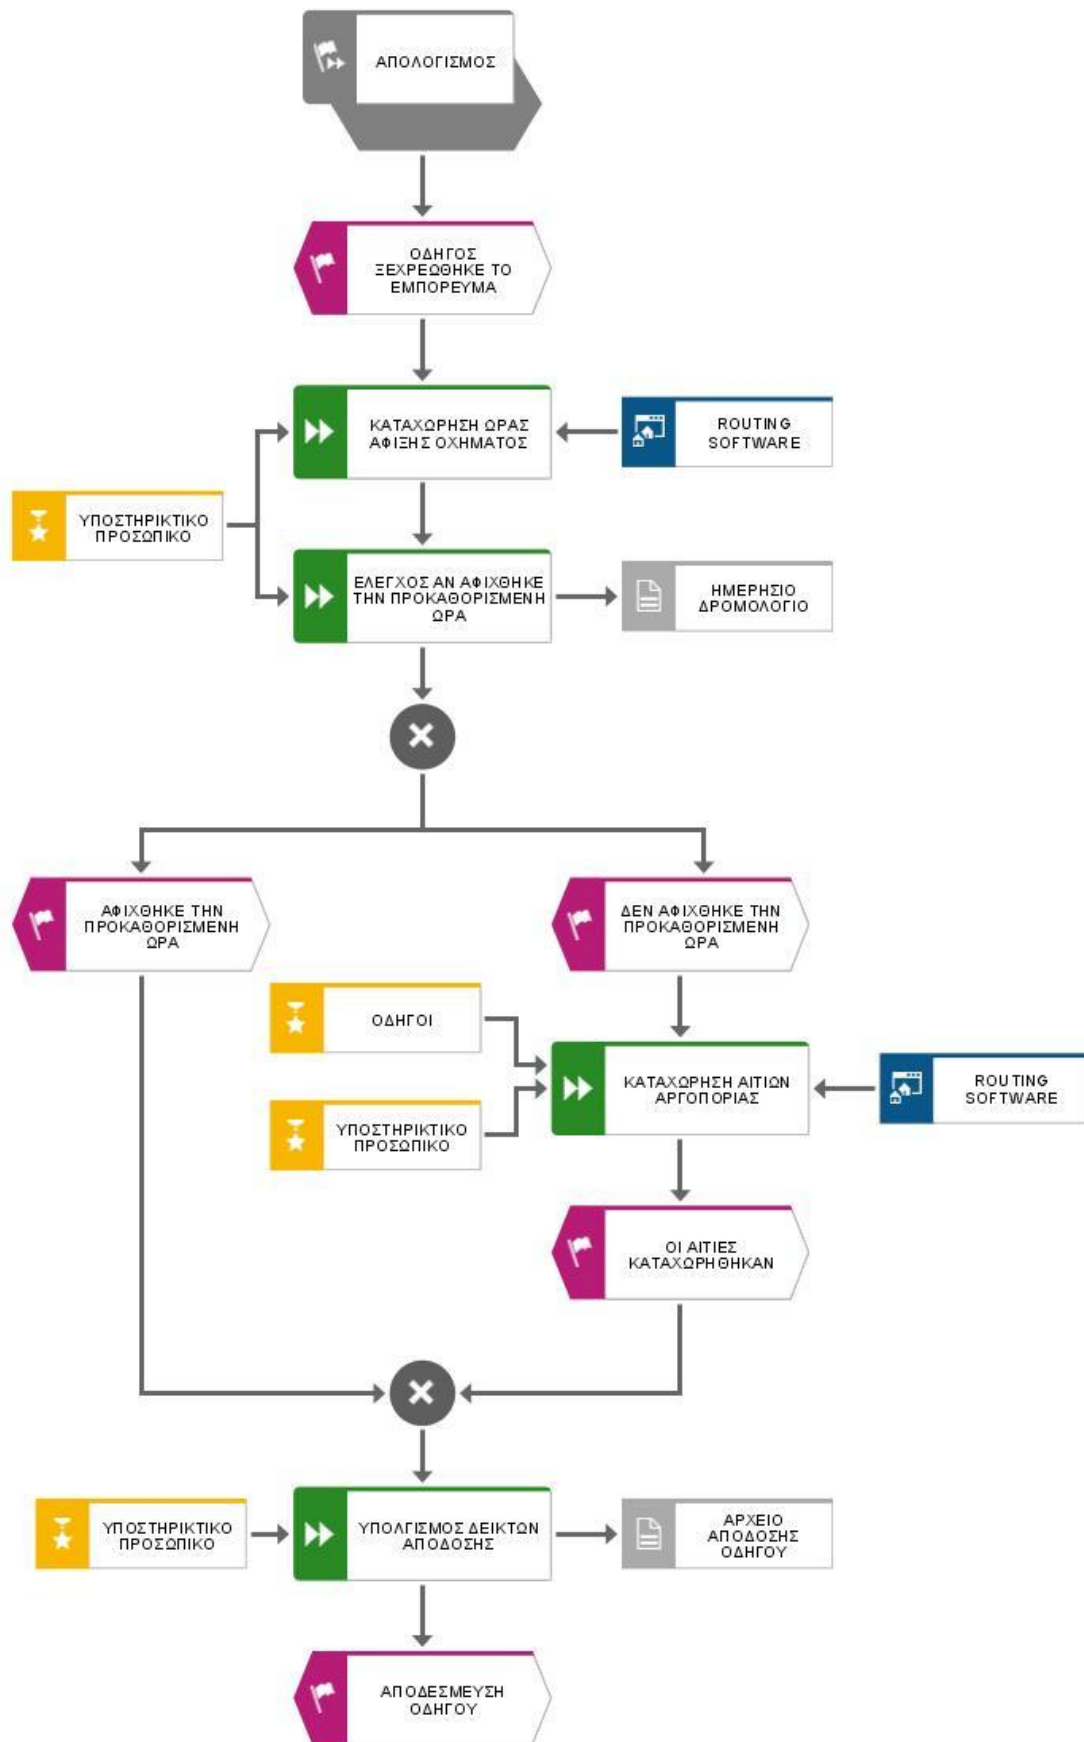 ΑΠΟΛΟΓΙΣΜΟΣ
ΟΔΗΓΟΣ
ΞΕΧΡΕΩΘΗΚΕ ΤΟ
ΕΜΠΟΡΕΥΜΑ
ΚΑΤΑΧΩΡΗΣΗ ΩΡΑΣ
ΑΦΙΞΗΣ ΟΧΗΜΑΤΟΣ
ROUTING
SOFTWARE
ΥΠΟΣΤΗΡΙΚΤΙΚΟ
ΠΡΟΣΩΠΙΚΟ
ΕΛΕΓΧΟΣ ΑΝ ΑΦΙΧΘΗΚΕ
ΤΗΝ ΠΡΟΚΑΘΟΡΙΣΜΕΝΗ
ΩΡΑ
ΗΜΕΡΗΣΙΟ
ΔΡΟΜΟΛΟΓΙΟ
ΑΦΙΧΘΗΚΕ ΤΗΝ
ΠΡΟΚΑΘΟΡΙΣΜΕΝΗ
ΩΡΑ
ΔΕΝ ΑΦΙΧΘΗΚΕ ΤΗΝ
ΠΡΟΚΑΘΟΡΙΣΜΕΝΗ
ΩΡΑ
ΟΔΗΓΟΙ
ΚΑΤΑΧΩΡΗΣΗ ΑΙΤΙΩΝ
ΑΡΓΟΠΟΡΙΑΣ
ROUTING
SOFTWARE
ΥΠΟΣΤΗΡΙΚΤΙΚΟ
ΠΡΟΣΩΠΙΚΟ
ΟΙ ΑΙΤΙΕΣ
ΚΑΤΑΧΩΡΗΘΗΚΑΝ
ΥΠΟΣΤΗΡΙΚΤΙΚΟ
ΠΡΟΣΩΠΙΚΟ
ΥΠΟΛΓΙΣΜΟΣ ΔΕΙΚΤΩΝ
ΑΠΟΔΟΣΗΣ
ΑΡΧΕΙΟ
ΑΠΟΔΟΣΗΣ
ΟΔΗΓΟΥ
ΑΠΟΔΕΣΜΕΥΣΗ
ΟΔΗΓΟΥ